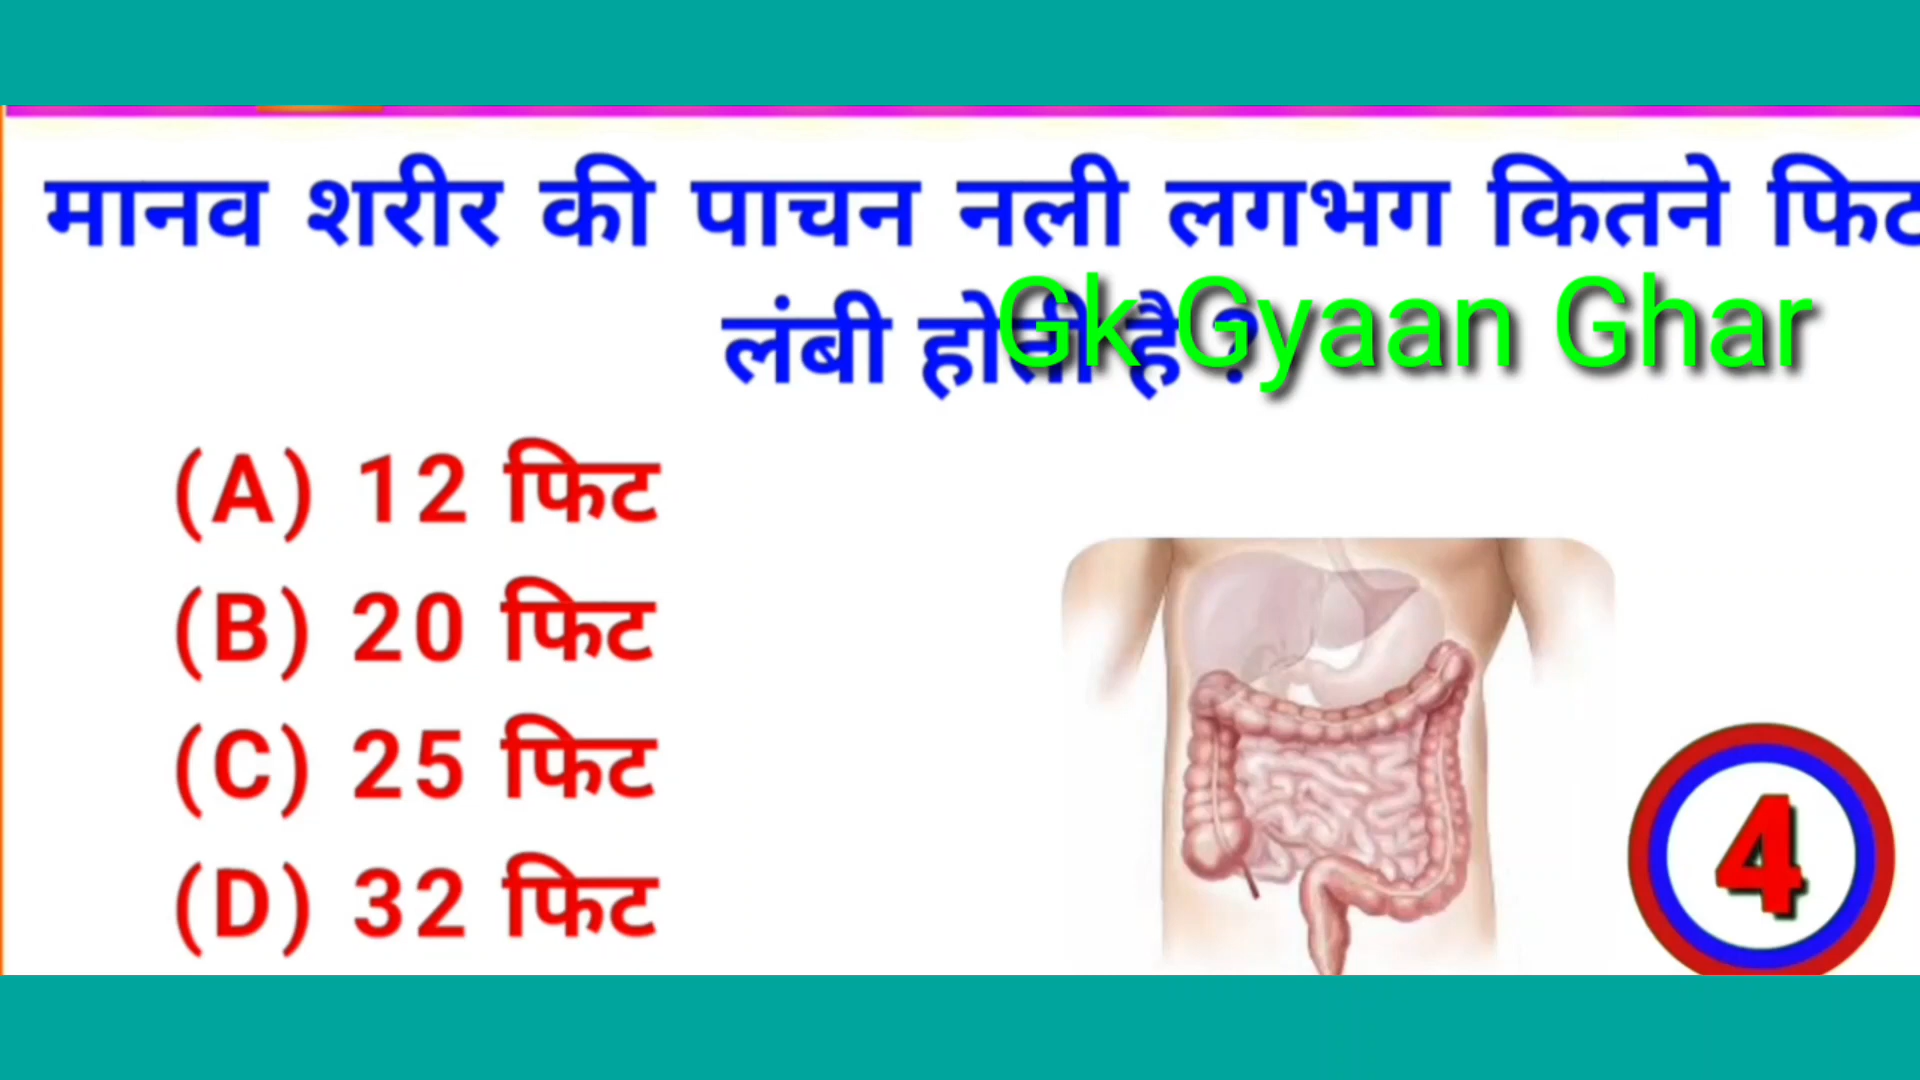 मानव शरीर की पाचन नली लगभग कितने फिट
लंबी होती है ?
Gk Gyaan Ghar
(A) 12 फिट
(B) 20 फिट
(C) 25 फिट
(D) 32 फिट
4